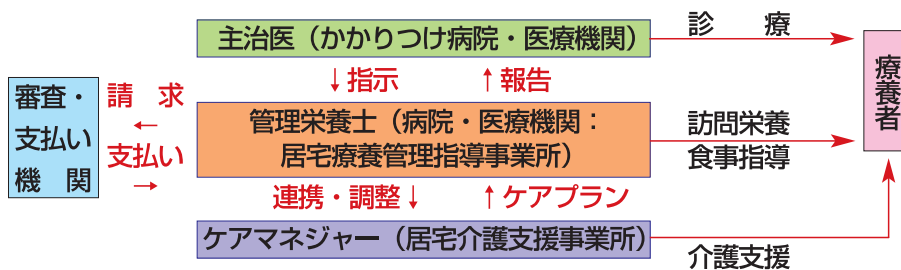 主治医（かかりつけ病院・医療機関）
診　療
↓指示　↑報告
審査・
支払い
機　関
請　求
←
支払い
→
管理栄養士（病院・医療機関：
居宅療養管理指導事業所）
訪問栄養
食事指導
療養者
連携・調整↓　↑ケアプラン
ケアマネジャー（居宅介護支援事業所）
介護支援